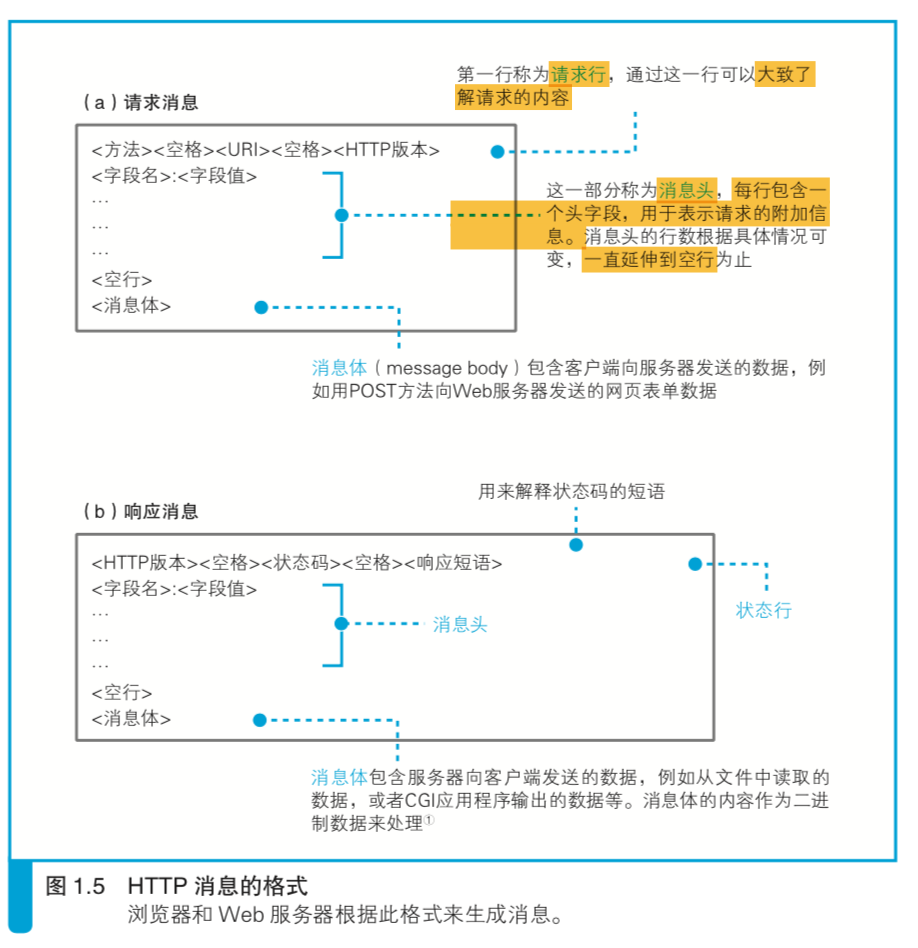 第一行称为请求行，通过这一行可以大致了
解请求的内容
（a）请求消息
<方法><空格><URI><空格><HTTP版本>
<字段名>:<字段值>
…
…
…
<空行>
<消息体>
这一部分称为消息头，每行包含一
个头字段，用于表示请求的附加信
息。消息头的行数根据具体情况可
变，一直延伸到空行为止
消息体（message body）包含客户端向服务器发送的数据，例
如用POST方法向Web服务器发送的网页表单数据
用来解释状态码的短语
（b）响应消息
<HTTP版本><空格><状态码><空格><响应短语>
<字段名>:<字段值>
…
…
…
<空行>
<消息体>
消息头
状态行
消息体包含服务器向客户端发送的数据，例如从文件中读取的
数据，或者CGI应用程序输出的数据等。消息体的内容作为二进
制数据来处理①
图 1.5 HTTP 消息的格式
浏览器和 Web 服务器根据此格式来生成消息。